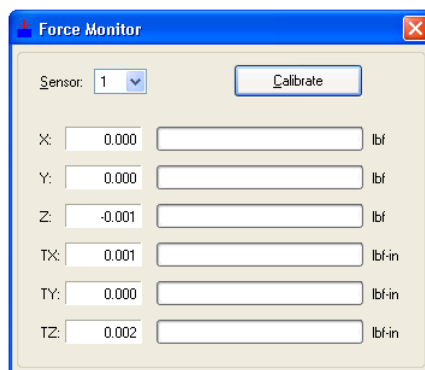 Force Monitor
Sensor: 1 Calibrate
X: 0.000 lbf
Y: 0.000 lbf
Z: -0.001 lbf
TX: 0.001 lbf-in
TY: 0.000 lbf-in
TZ: 0.002 lbf-in